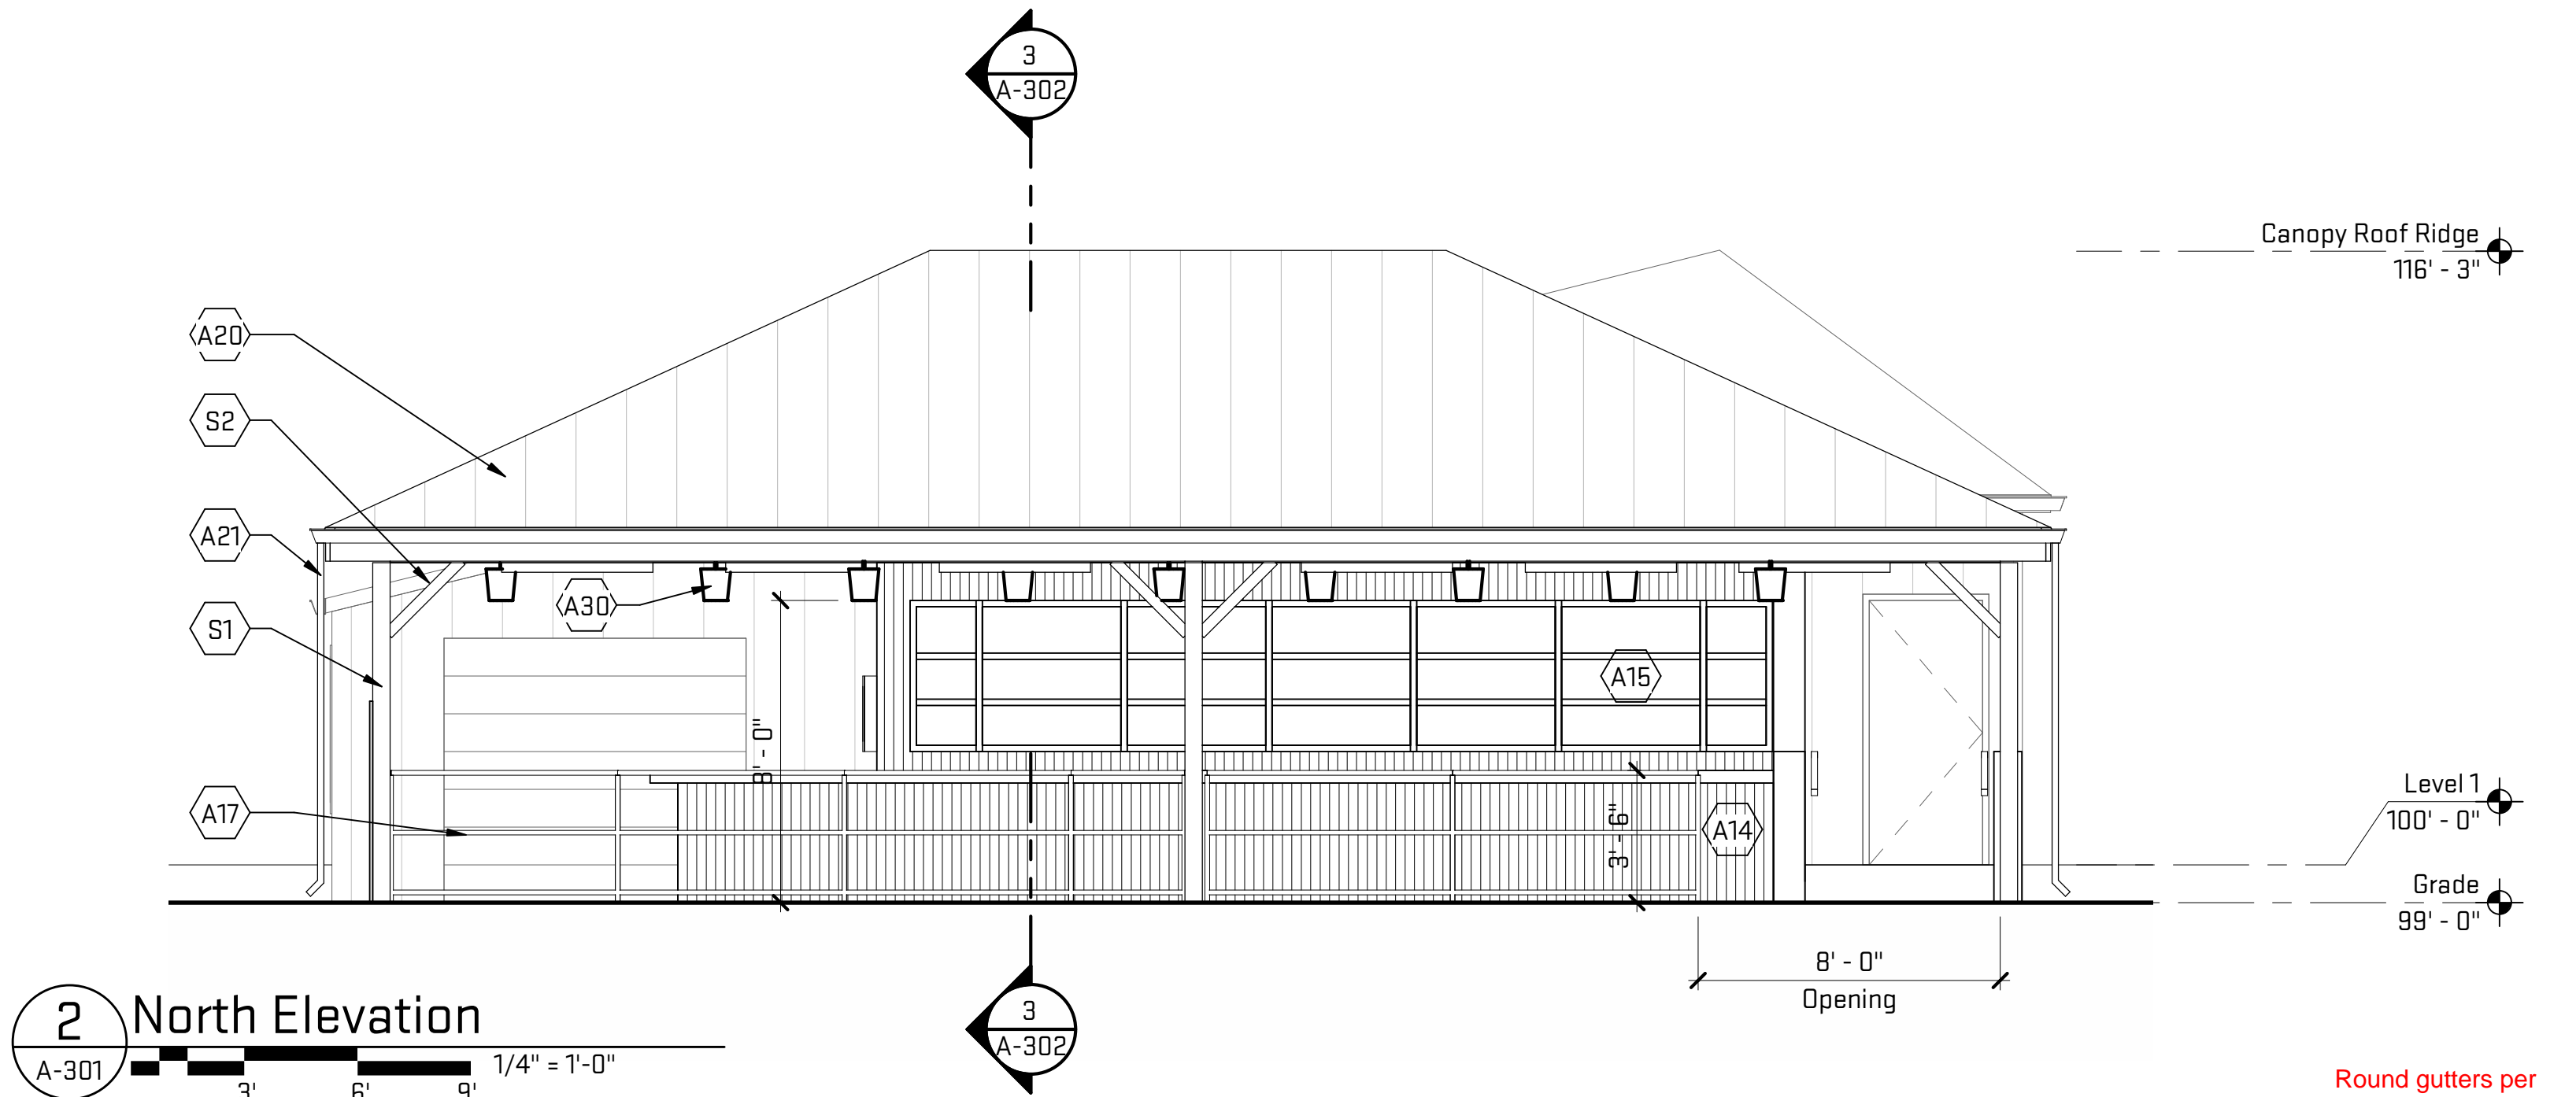 3
A-302
Canopy Roof Ridge
116' - 3"
A20
S2
A21
A30
S1
A15
8' - 0"
A17
3' - 6"
A14
Level 1
100' - 0"
Grade
99' - 0"
8' - 0"
Opening
2
North Elevation
A-301
1/4" = 1'-0"
3' 6' 9'
3
A-302
Round gutters per